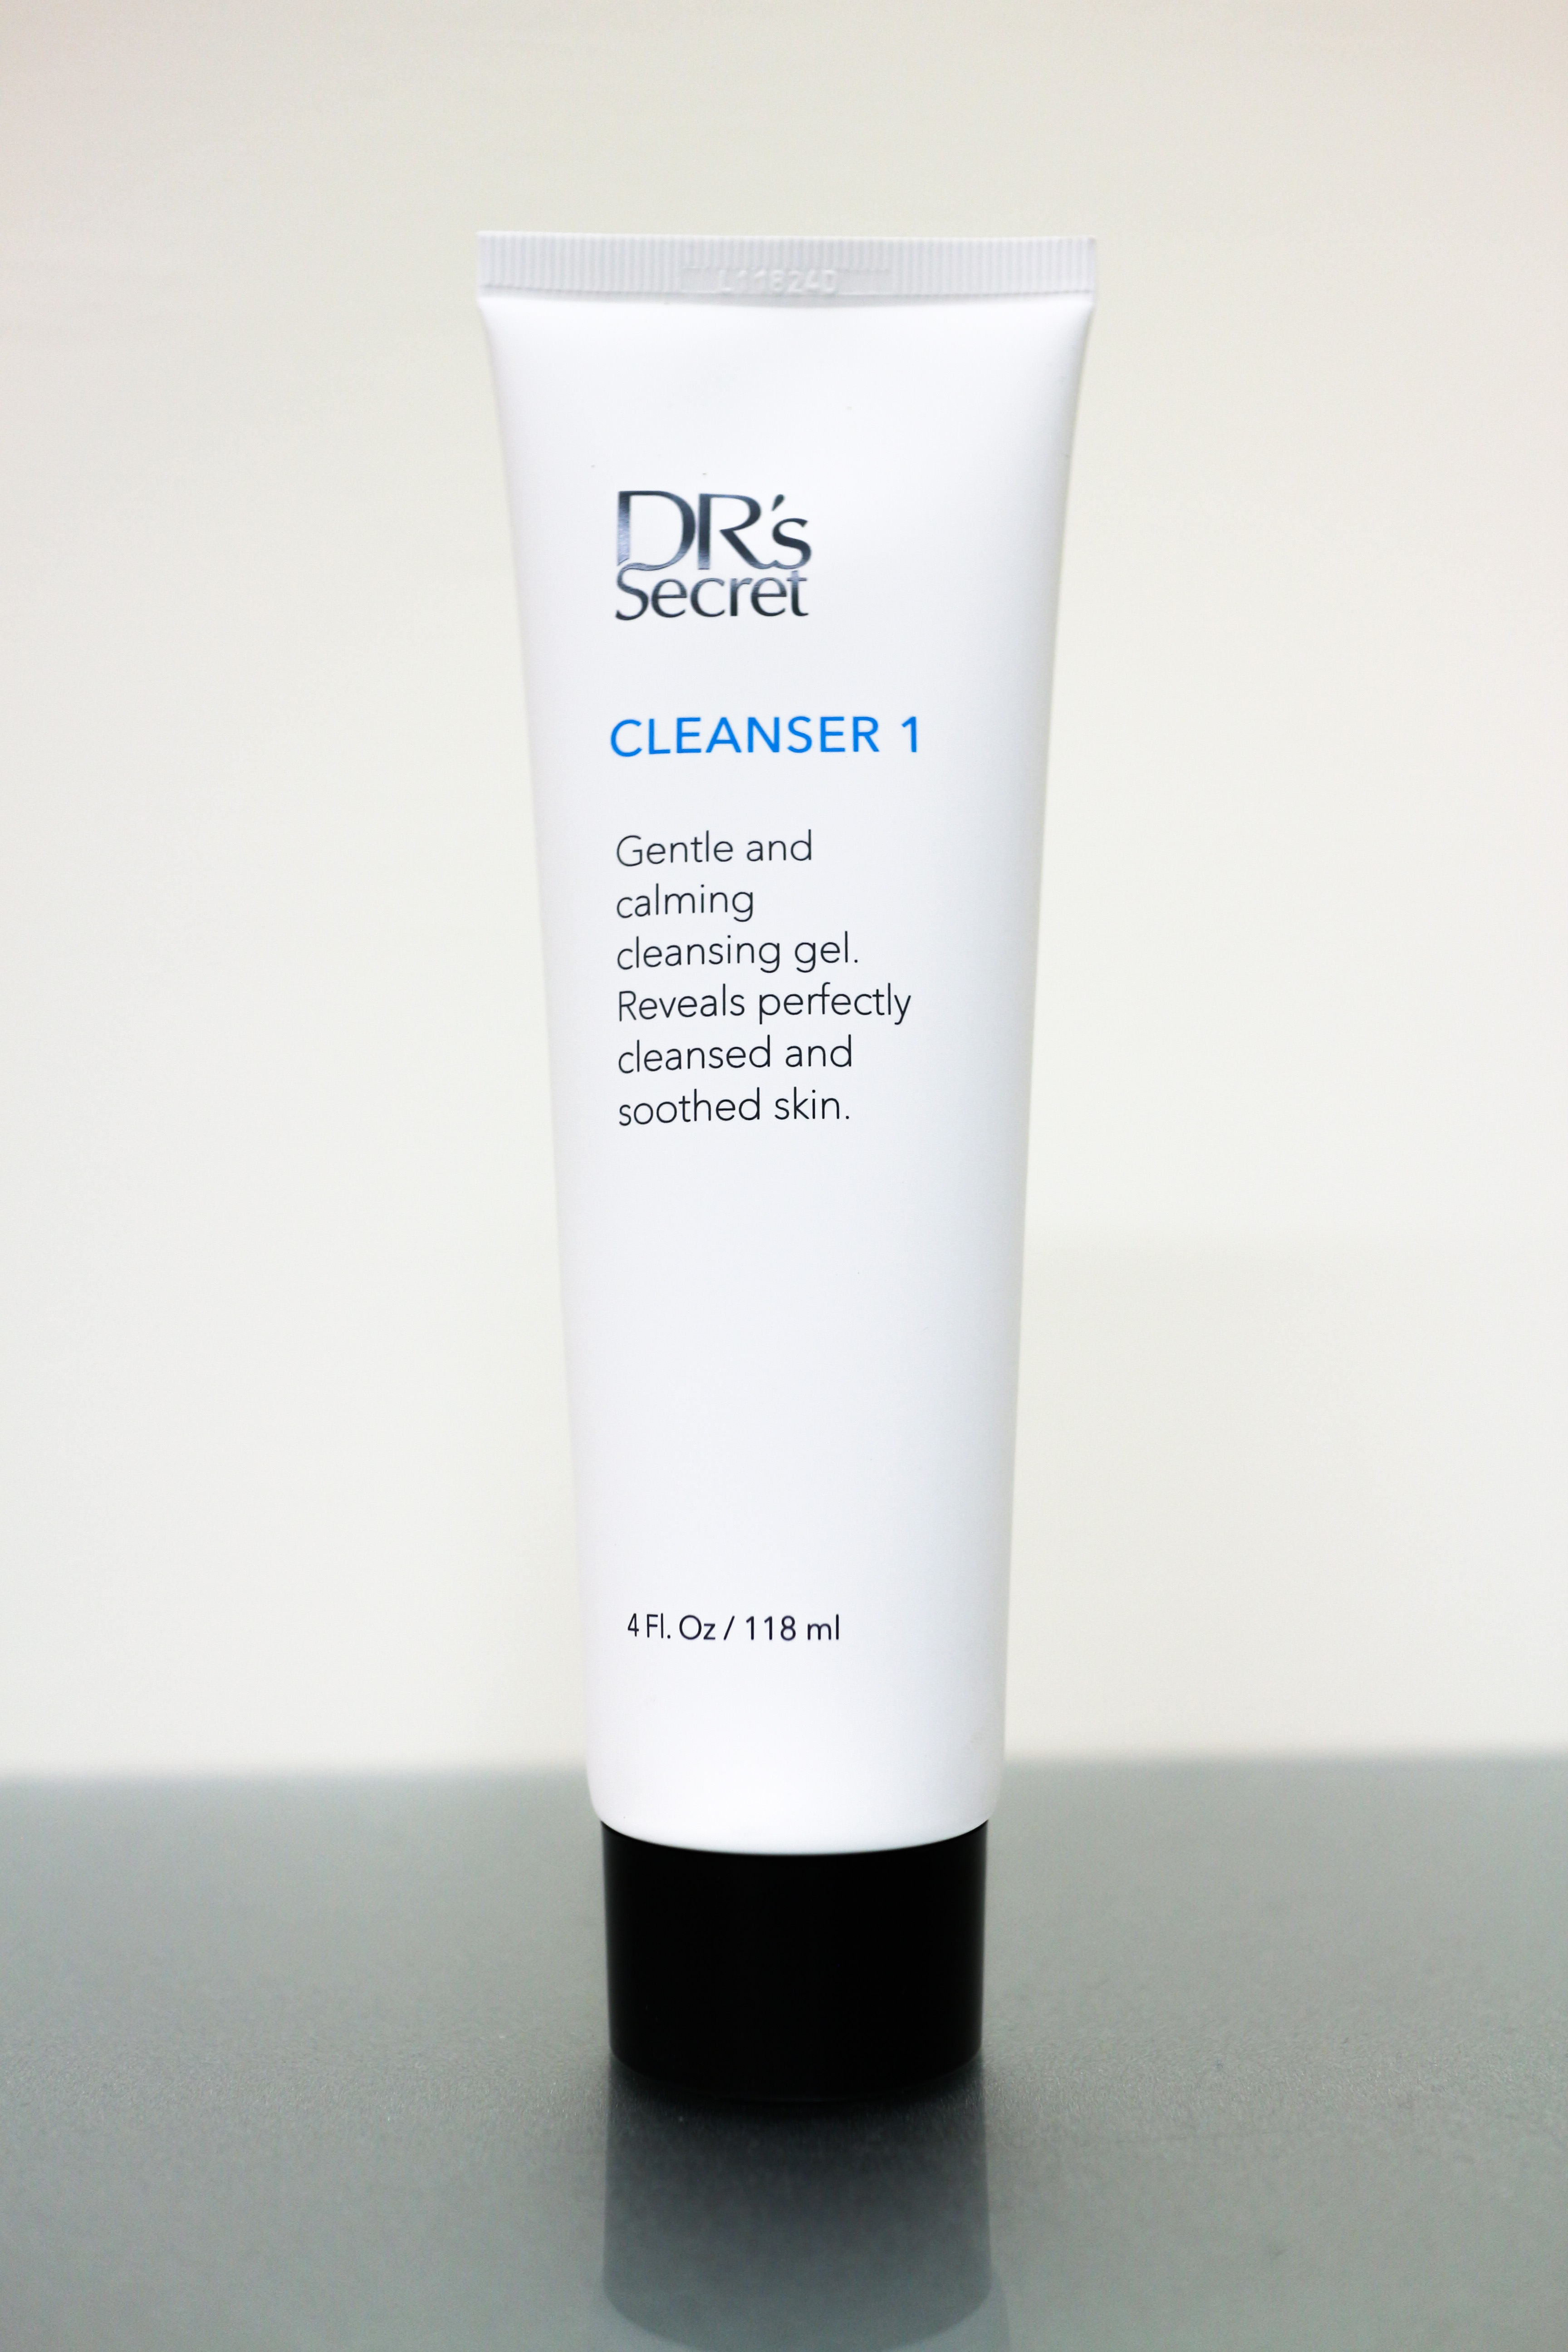 DR's
Secret
CLEANSER 1
Gentle and
calming
cleansing gel.
Reveals perfectly
cleansed and
soothed skin.
4 Fl. Oz / 118 ml